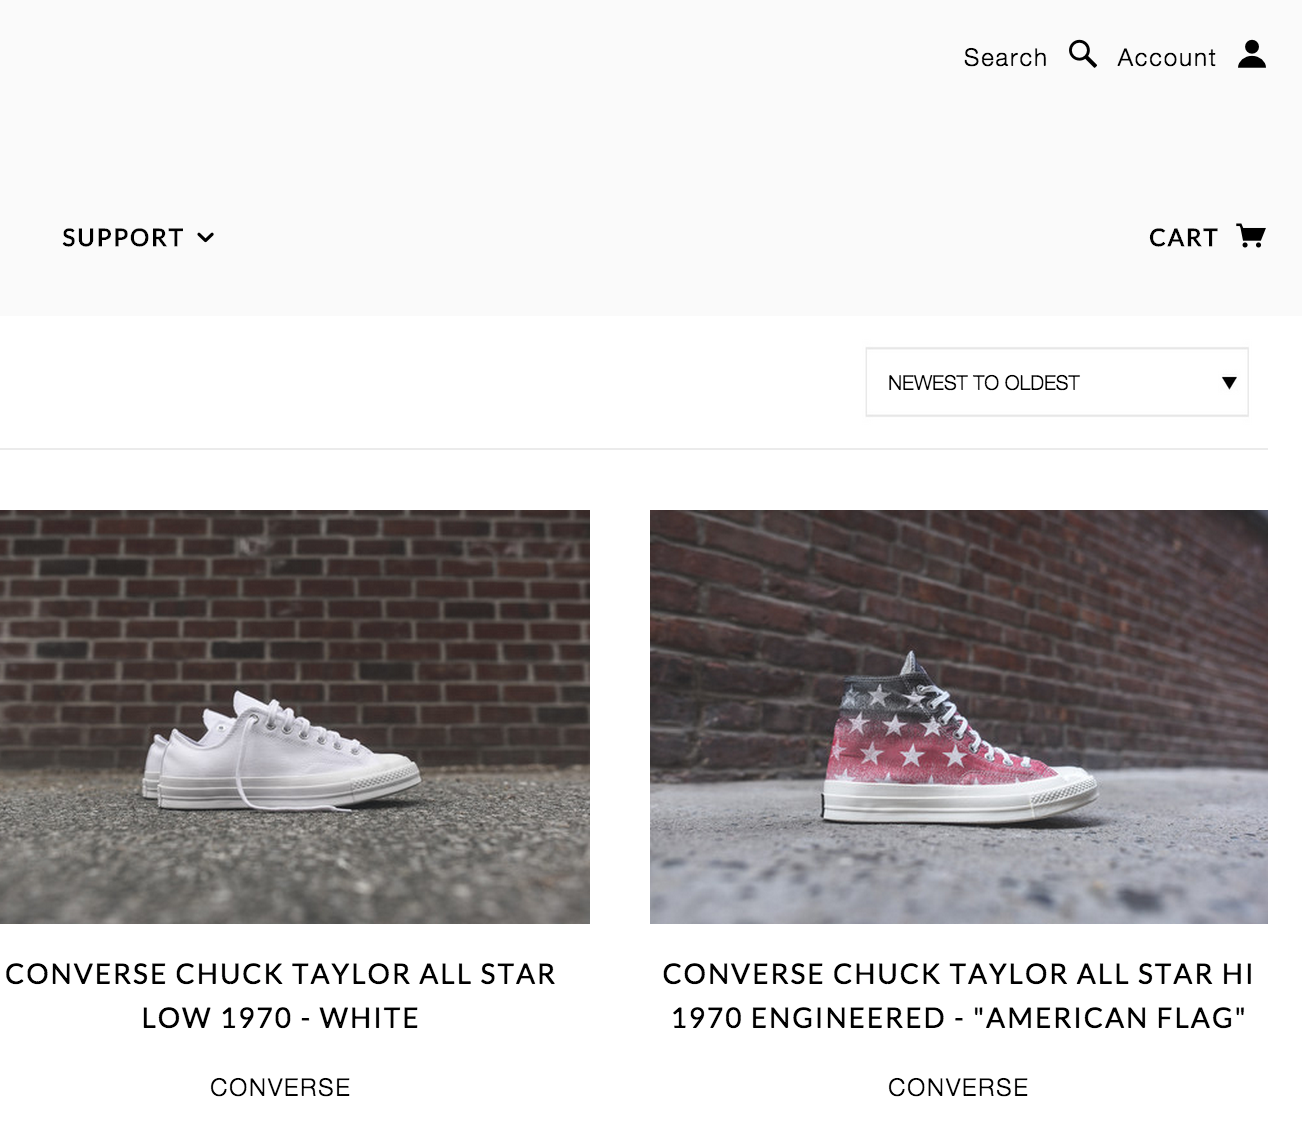 Search Account
SUPPORT CART
NEWEST TO OLDEST
CONVERSE CHUCK TAYLOR ALL STAR
LOW 1970 - WHITE
CONVERSE
CONVERSE CHUCK TAYLOR ALL STAR HI
1970 ENGINEERED - "AMERICAN FLAG"
CONVERSE